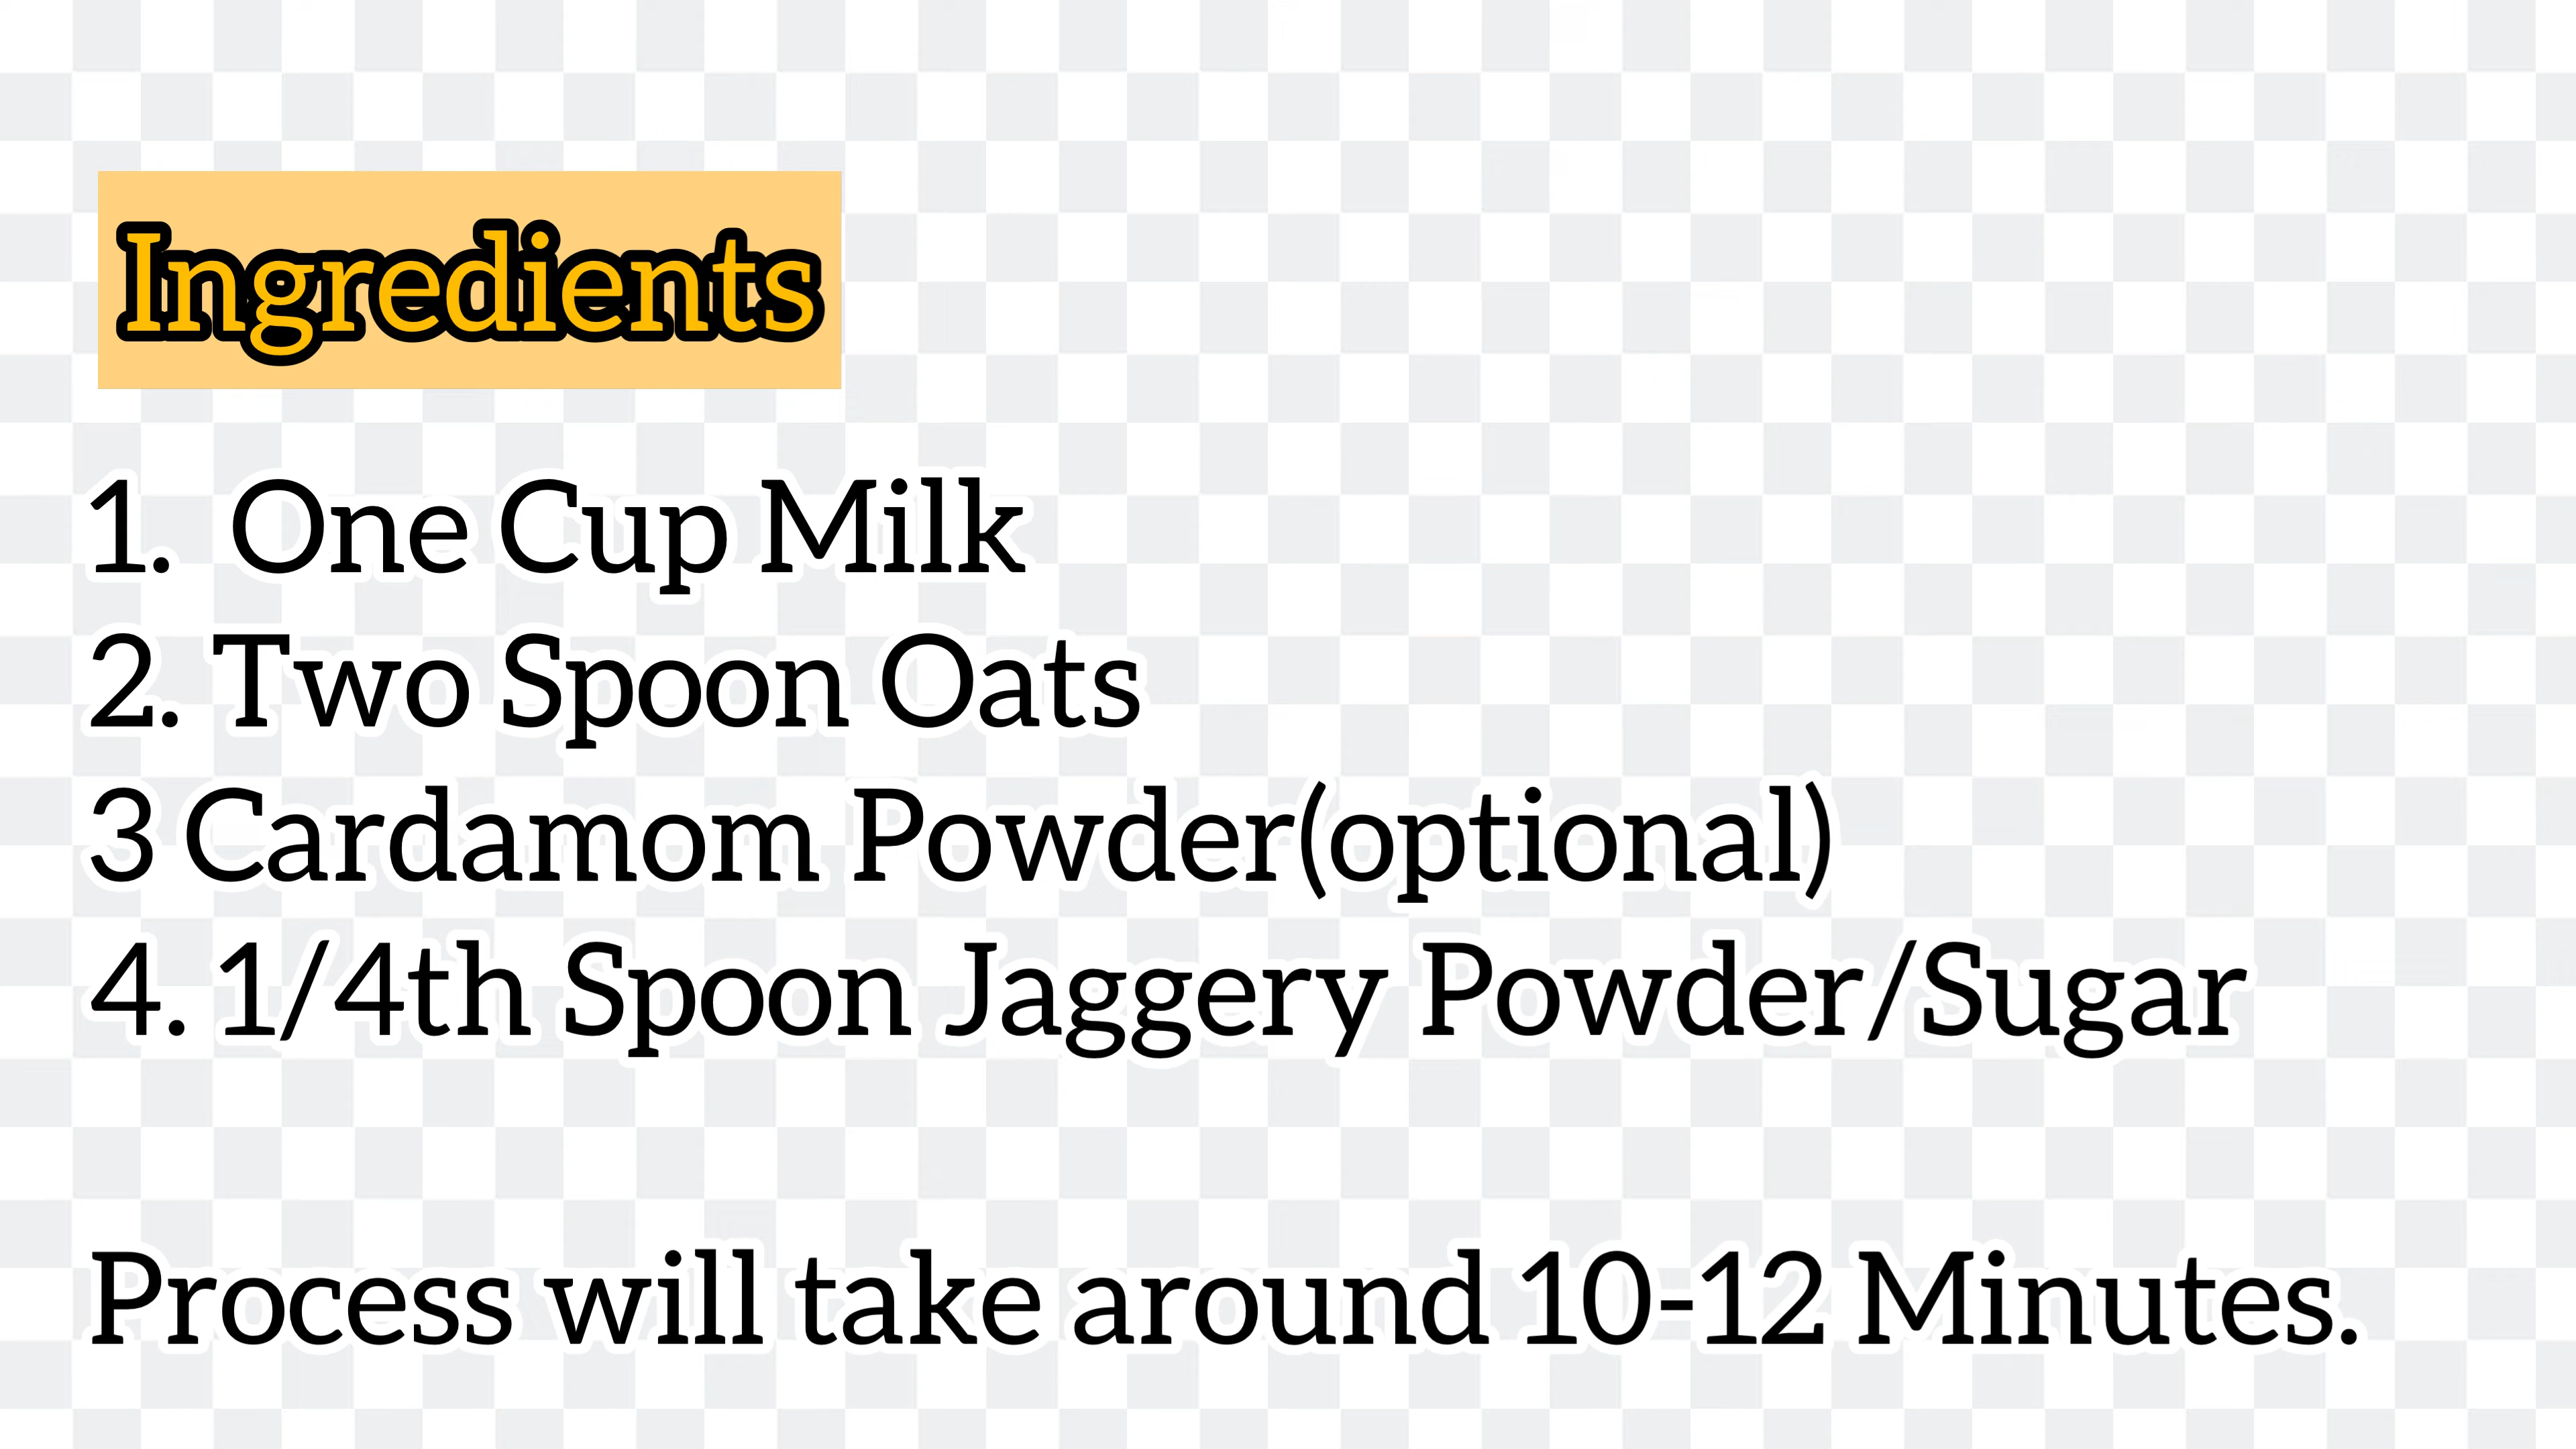 Ingredients
1. One Cup Milk
2. Two Spoon Oats
3 Cardamom Powder(optional)
4. 1/4th Spoon Jaggery Powder/Sugar
Process will take around 10-12 Minutes.